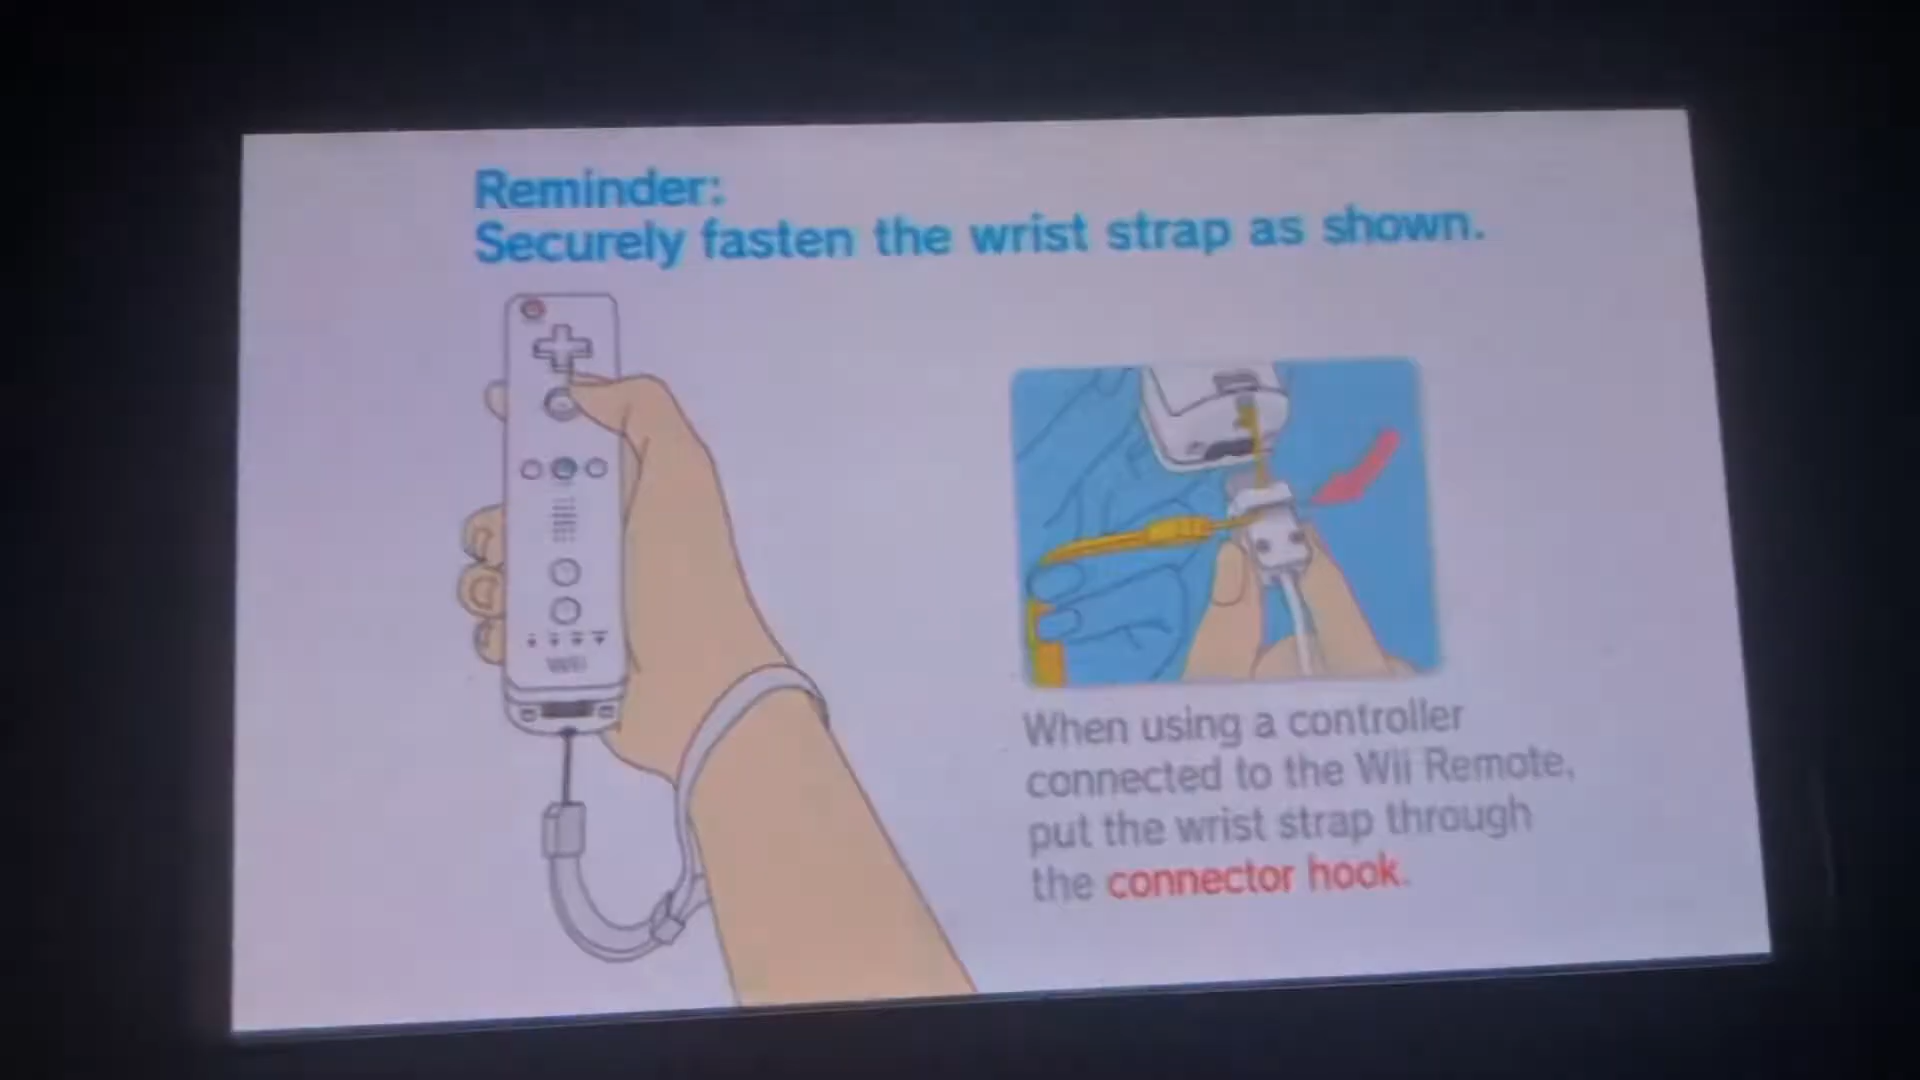 Reminder:
Securely fasten the wrist strap as shown.
Wii
When using a controller
connected to the Wii Remote,
put the wrist strap through
the connector hook.